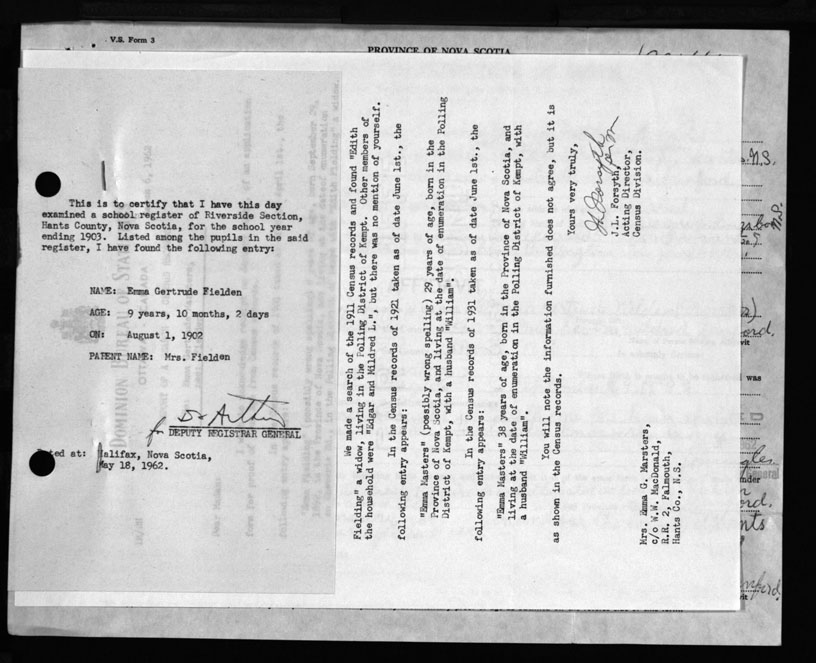 V.S. Form 3
PROVINCE OF NOVA SCOTIA
This is to certify that I have this day
examined a school register of Riverside Section,
Hants County, Nova Scotia, for the school year
ending 1903. Listed among the pupils in the said
register, I have found the following entry:
NAME: Emma Gertrude Fielden
AGE: 9 years, 10 months, 2 days
ON: August 1, 1902
PARENT NAME: Mrs. Fielden
for
DEPUTY REGISTRAR GENERAL
Halifax, Nova Scotia,
May 18, 1962.
We made a search of the 1911 Census records and found "Edith
Fielding" a widow, living in the Polling District of Kempt. Other members of
the household were "Edgar and Mildred L.", but there was no mention of yourself.
In the Census records of 1921 taken as of date June 1st., the
following entry appears:
"Emma Masters" (possibly wrong spelling) 29 years of age, born in the
Province of Nova Scotia, and living at the date of enumeration in the Polling
District of Kempt, with a husband "William".
In the Census records of 1931 taken as of date June 1st., the
following entry appears:
"Emma Masters" 38 years of age, born in the Province of Nova Scotia, and
living at the date of enumeration in the Polling District of Kempt, with
a husband "William".
You will note the information furnished does not agree, but it is
as shown in the Census records.
Yours very truly,
J.L. Forsyth,
Acting Director,
Census Division.
Mrs. Emma G. Marsters,
c/o W.W. MacDonald,
R.R. 2, Falmouth,
Hants Co., N.S.
N.S.
was